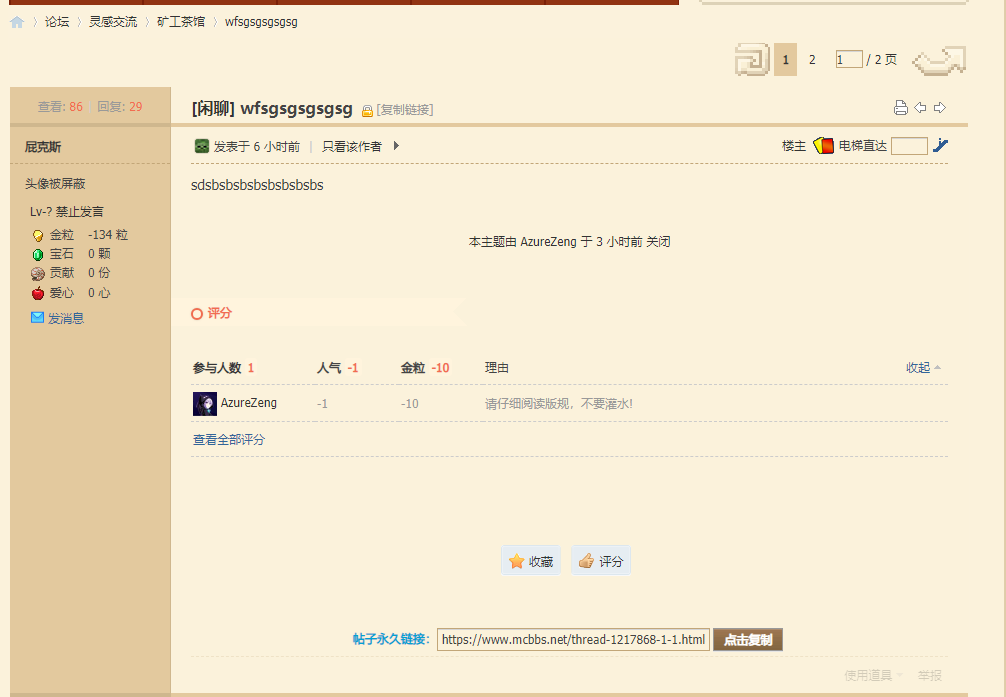 论坛 › 灵感交流 › 矿工茶馆 › wfsgsgsgsgsg
1 2 1 / 2 页
查看: 86 回复: 29
[闲聊] wfsgsgsgsgsg [复制链接]
屁克斯
发表于 6 小时前 | 只看该作者
楼主 电梯直达
头像被屏蔽
sdsbsbsbsbsbsbsbsbs
Lv-? 禁止发言
金粒 -134 粒
宝石 0 颗
贡献 0 份
爱心 0 心
发消息
本主题由 AzureZeng 于 3 小时前 关闭
评分
参与人数 1 人气 -1 金粒 -10 理由 收起
AzureZeng -1 -10 请仔细阅读版规，不要灌水!
查看全部评分
收藏 评分
帖子永久链接: https://www.mcbbs.net/thread-1217868-1-1.html 点击复制
使用道具 举报